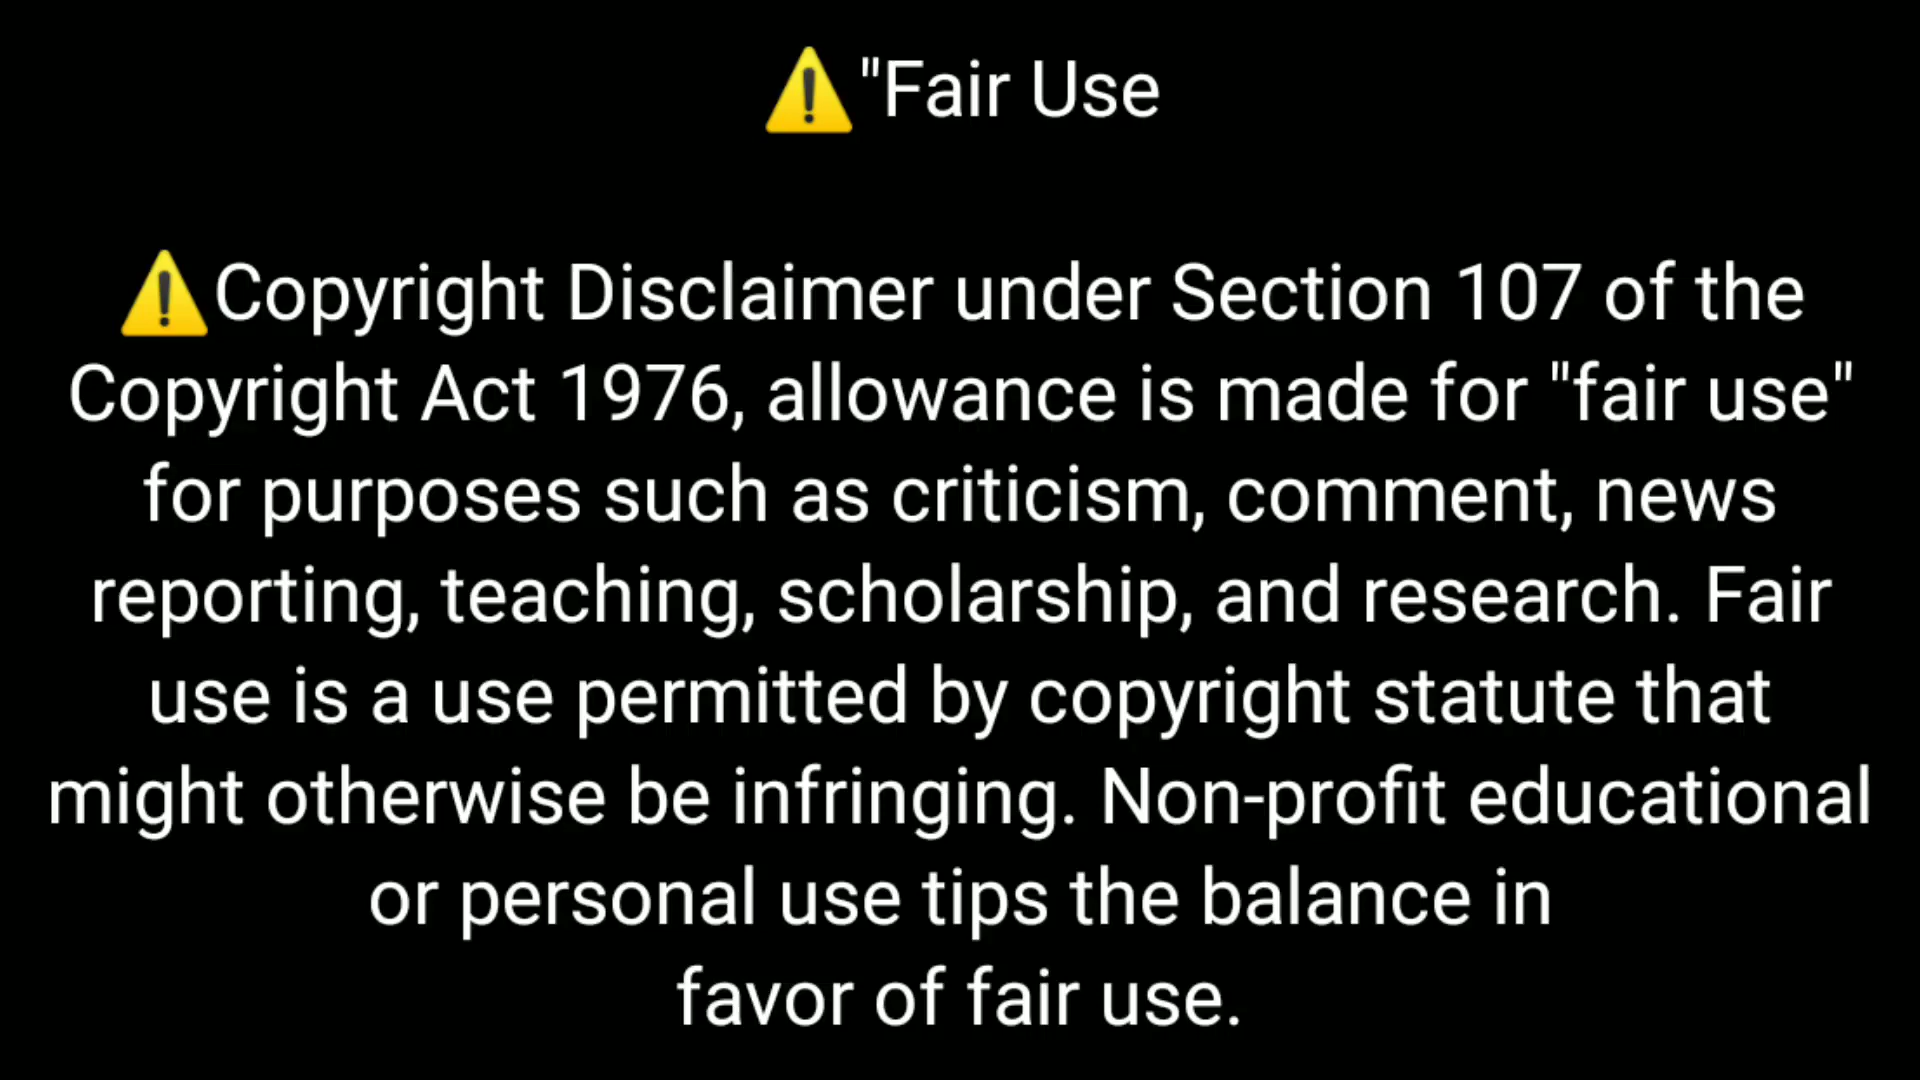 ⚠️"Fair Use
⚠️Copyright Disclaimer under Section 107 of the
Copyright Act 1976, allowance is made for "fair use"
for purposes such as criticism, comment, news
reporting, teaching, scholarship, and research. Fair
use is a use permitted by copyright statute that
might otherwise be infringing. Non-profit educational
or personal use tips the balance in
favor of fair use.